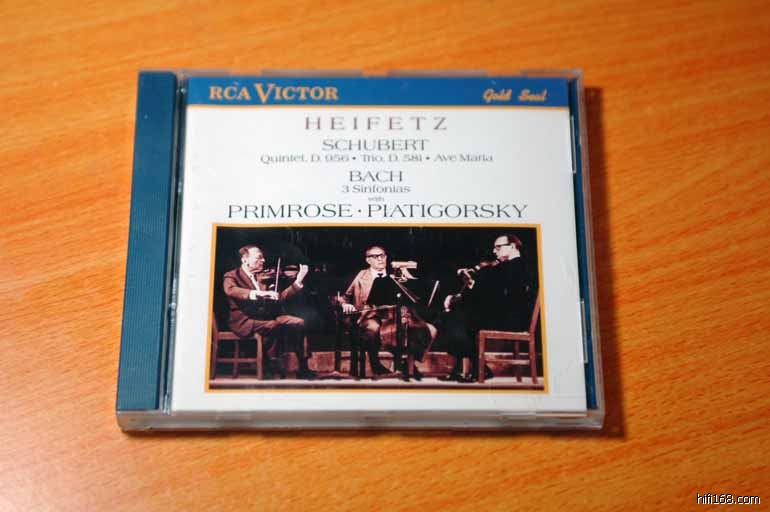 RCA VICTOR Gold Seal
HEIFETZ
SCHUBERT
Quintet, D. 956 • Trio, D. 581 • Ave Maria
BACH
3 Sinfonias
with
PRIMROSE · PIATIGORSKY
hifi168.com